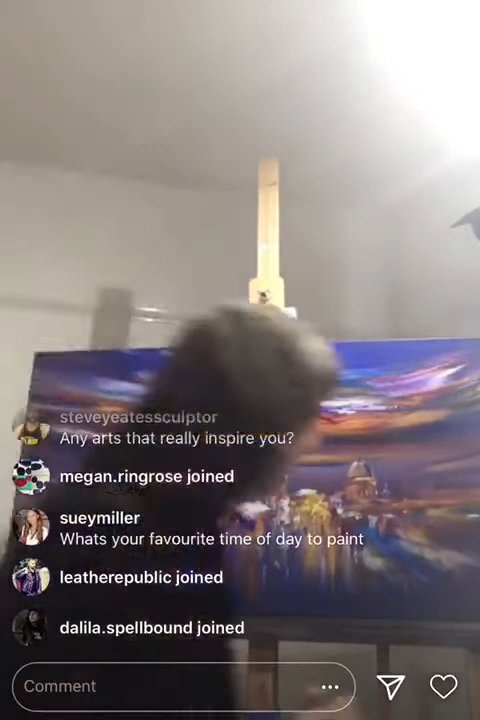 steveyeatessculptor
Any arts that really inspire you?
megan.ringrose joined
sueymiller
Whats your favourite time of day to paint
leatherepublic joined
dalila.spellbound joined
Comment